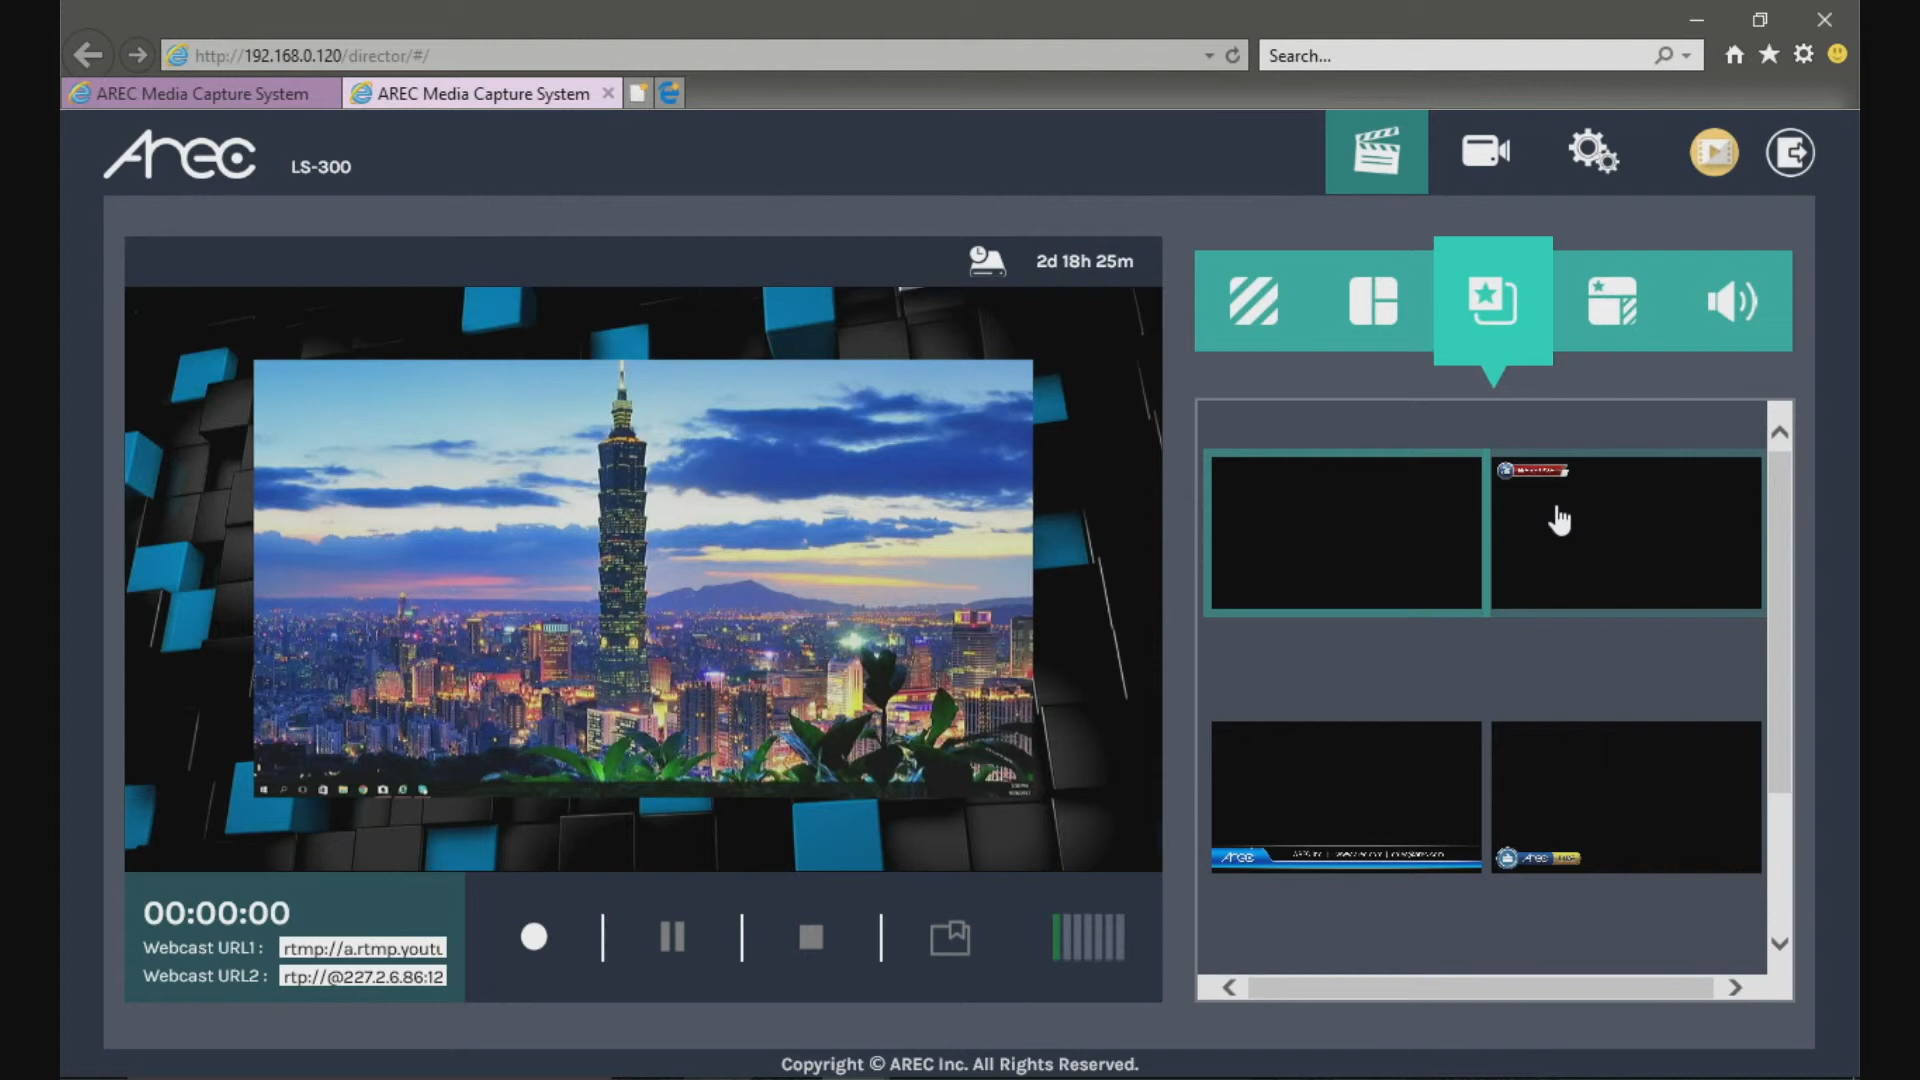 http://192.168.0.120/director/#/
Search...
AREC Media Capture System
AREC Media Capture System
Arec
LS-300
2d 18h 25m
Arec
Arec
00:00:00
Webcast URL1 :
rtmp://a.rtmp.youtu
Webcast URL2 :
rtp://@227.2.6.86:12
Copyright © AREC Inc. All Rights Reserved.